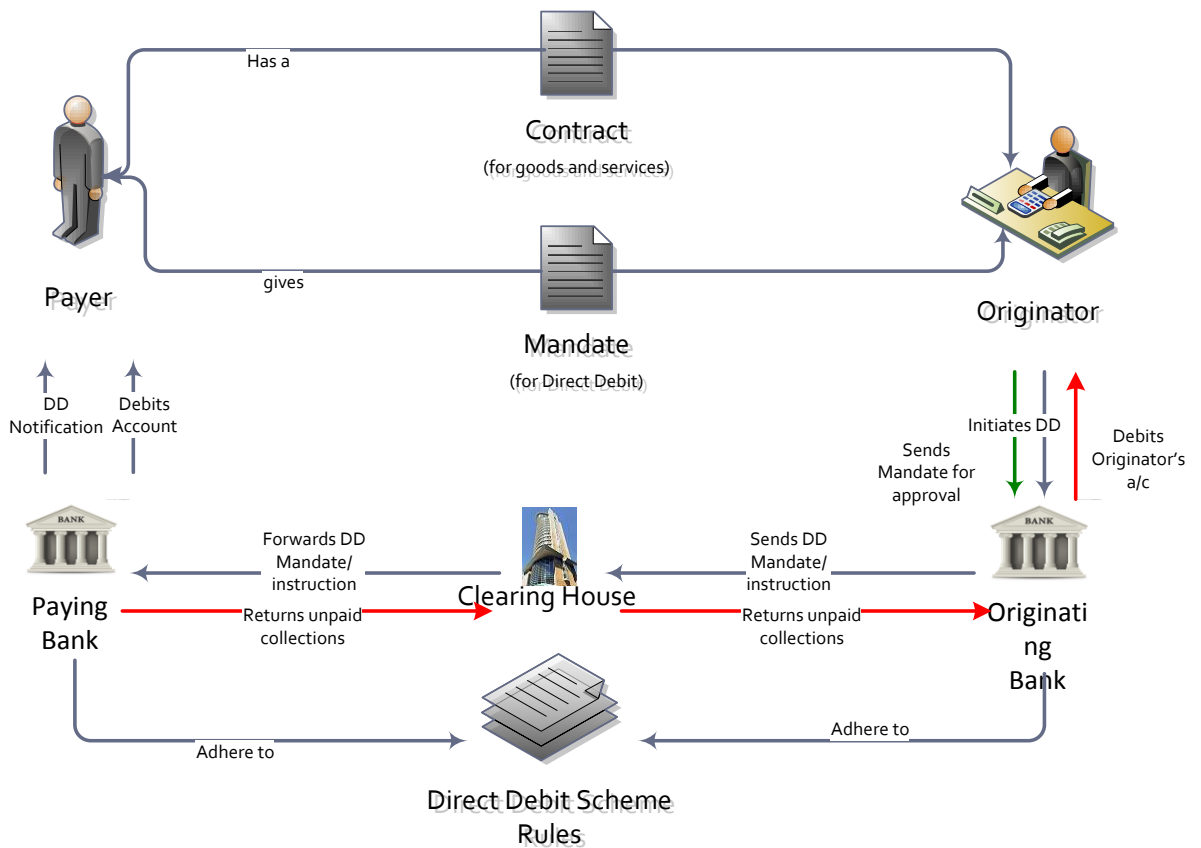 Has a
Contract
(for goods and services)
Payer
gives
Mandate
(for Direct Debit)
Originator
DD
Notification
Debits
Account
Initiates DD
Sends
Mandate for
approval
Debits
Originator's
a/c
BANK
Paying
Bank
Forwards DD
Mandate/
instruction
Returns unpaid
collections
Clearing House
Sends DD
Mandate/
instruction
Returns unpaid
collections
BANK
Originati
ng
Bank
Adhere to
Adhere to
Direct Debit Scheme
Rules